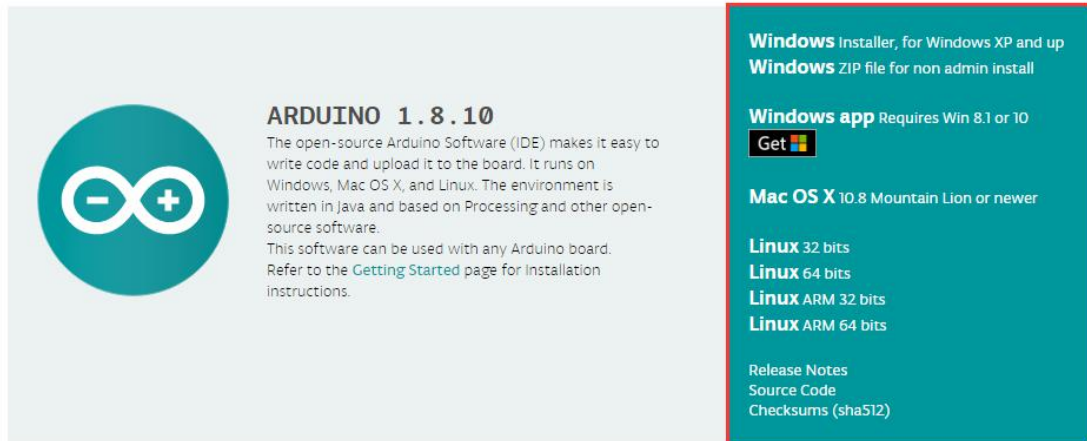 ARDUINO 1.8.10
The open-source Arduino Software (IDE) makes it easy to
write code and upload it to the board. It runs on
Windows, Mac OS X, and Linux. The environment is
written in Java and based on Processing and other open-
source software.
This software can be used with any Arduino board.
Refer to the Getting Started page for Installation
instructions.
Windows Installer, for Windows XP and up
Windows ZIP file for non admin install
Windows app Requires Win 8.1 or 10
Get
Mac OS X 10.8 Mountain Lion or newer
Linux 32 bits
Linux 64 bits
Linux ARM 32 bits
Linux ARM 64 bits
Release Notes
Source Code
Checksums (sha512)